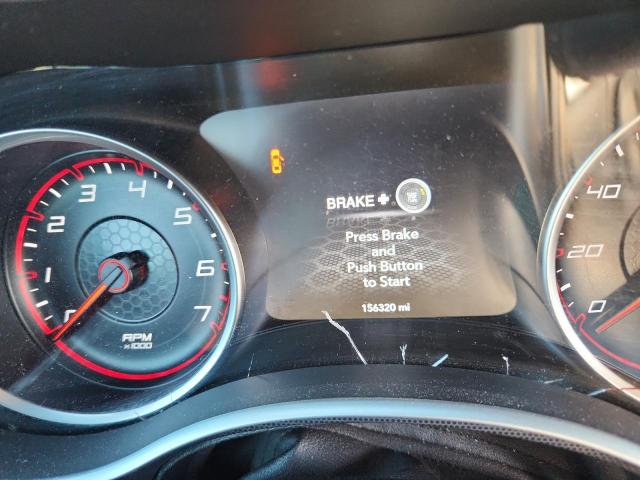 BRAKE +
Press Brake
and
Push Button
to Start
156320 mi
0
1
2
3
4
5
6
7
RPM
x1000
0
20
40